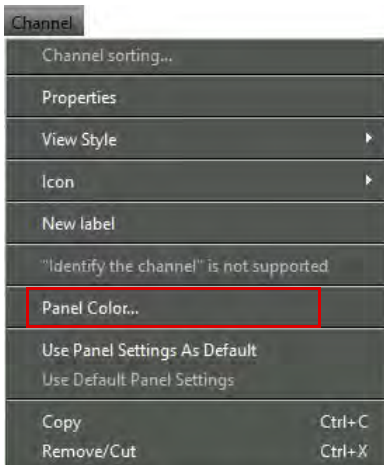 Channel
Channel sorting...
Properties
View Style
Icon
New label
"Identify the channel" is not supported
Panel Color...
Use Panel Settings As Default
Use Default Panel Settings
Copy Ctrl+C
Remove/Cut Ctrl+X